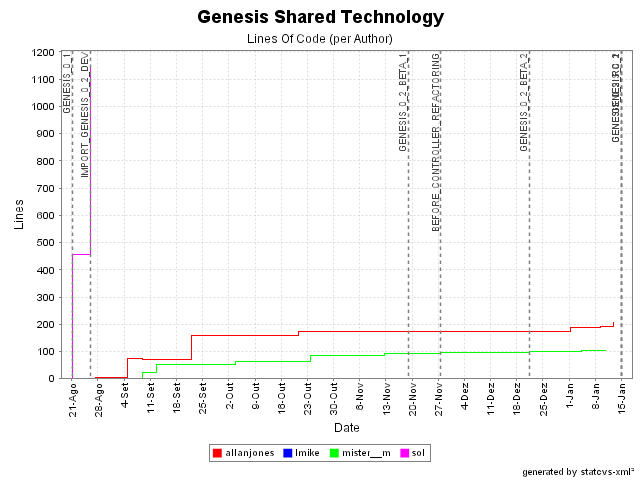 Genesis Shared Technology
Lines Of Code (per Author)
1200
1100
1000
900
800
700
600
500
400
300
200
100
0
Lines
GENESIS_0_1
IMPORT_GENESIS_0_2_DEV
GENESIS_0_2_BETA_1
BEFORE_CONTROLLER_REFACTORING
GENESIS_0_2_BETA_2
21-Ago
28-Ago
4-Set
11-Set
18-Set
25-Set
2-Out
9-Out
16-Out
23-Out
30-Out
6-Nov
13-Nov
20-Nov
27-Nov
4-Dez
11-Dez
18-Dez
25-Dez
1-Jan
8-Jan
15-Jan
Date
allanjones lmike mister__m sol
generated by statcvs-xml²